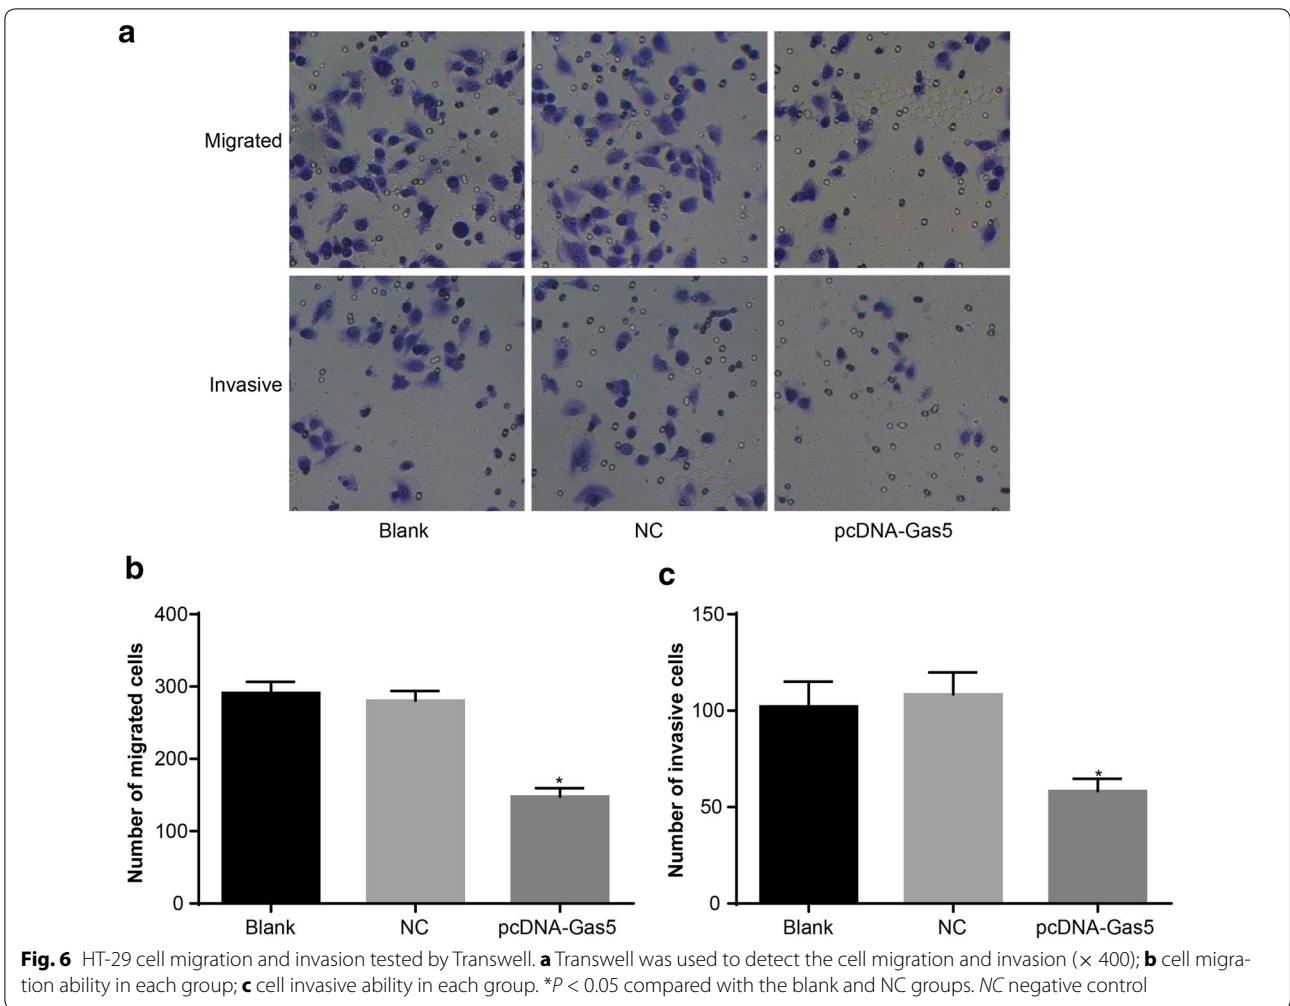 a
Migrated
Invasive
Blank NC pcDNA-Gas5
b
Number of migrated cells
400
300
200
100
0
*
Blank NC pcDNA-Gas5
c
Number of invasive cells
150
100
50
0
*
Blank NC pcDNA-Gas5
Fig. 6 HT-29 cell migration and invasion tested by Transwell. a Transwell was used to detect the cell migration and invasion (× 400); b cell migra-
tion ability in each group; c cell invasive ability in each group. *P < 0.05 compared with the blank and NC groups. NC negative control